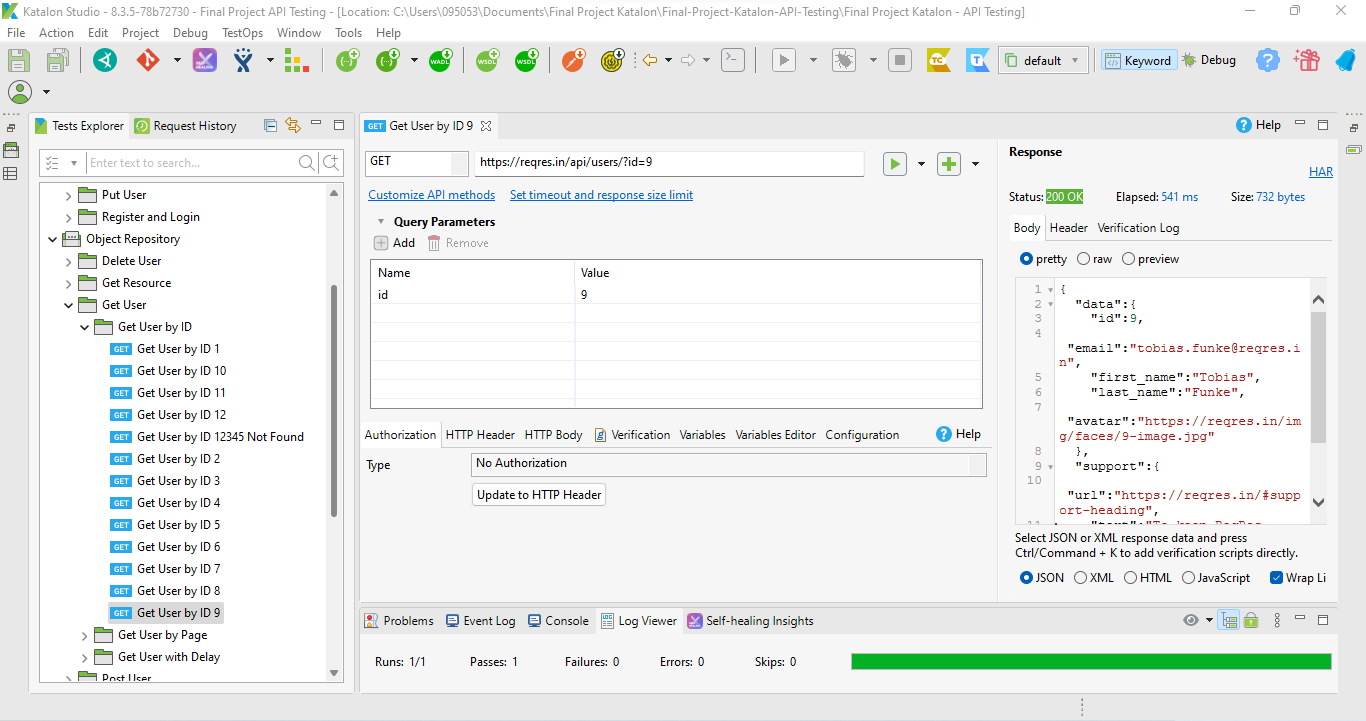 Katalon Studio - 8.3.5-78b72730 - Final Project API Testing - [Location: C:\Users\095053\Documents\Final Project Katalon\Final-Project-Katalon-API-Testing\Final Project Katalon - API Testing]
File Action Edit Project Debug TestOps Window Tools Help
WADL WSDL WSDL TC T default Keyword Debug
Tests Explorer Request History
Enter text to search...
Put User
Register and Login
Object Repository
Delete User
Get Resource
Get User
Get User by ID
GET Get User by ID 1
GET Get User by ID 10
GET Get User by ID 11
GET Get User by ID 12
GET Get User by ID 12345 Not Found
GET Get User by ID 2
GET Get User by ID 3
GET Get User by ID 4
GET Get User by ID 5
GET Get User by ID 6
GET Get User by ID 7
GET Get User by ID 8
GET Get User by ID 9
Get User by Page
Get User with Delay
Post User
GET Get User by ID 9
Help
GET https://reqres.in/api/users/?id=9
Customize API methods Set timeout and response size limit
Query Parameters
Add Remove
Name Value
id 9
Authorization HTTP Header HTTP Body Verification Variables Variables Editor Configuration Help
Type No Authorization
Update to HTTP Header
Response
HAR
Status: 200 OK Elapsed: 541 ms Size: 732 bytes
Body Header Verification Log
pretty raw preview
1 {
2 "data":{
3 "id":9,
4
"email":"tobias.funke@reqres.i
n",
5 "first_name":"Tobias",
6 "last_name":"Funke",
7
"avatar":"https://reqres.in/im
g/faces/9-image.jpg"
8 },
9 "support":{
10
"url":"https://reqres.in/#supp
ort-heading",
Select JSON or XML response data and press
Ctrl/Command + K to add verification scripts directly.
JSON XML HTML JavaScript Wrap Li
Problems Event Log Console Log Viewer Self-healing Insights
Runs: 1/1 Passes: 1 Failures: 0 Errors: 0 Skips: 0